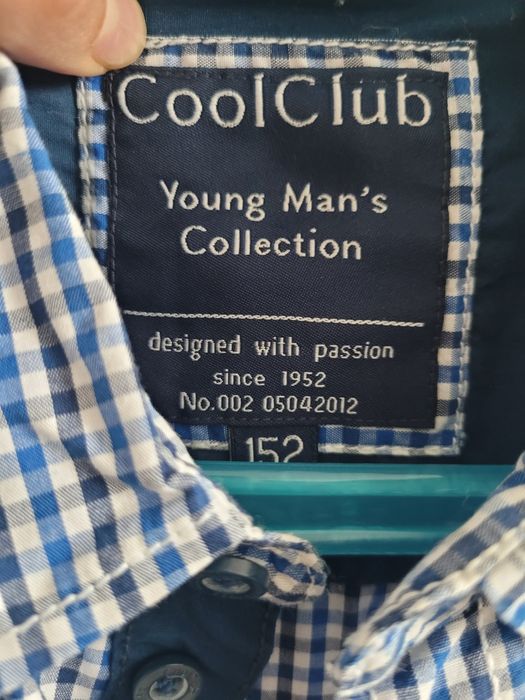 CoolClub
Young Man's
Collection
designed with passion
since 1952
No.002 05042012
152